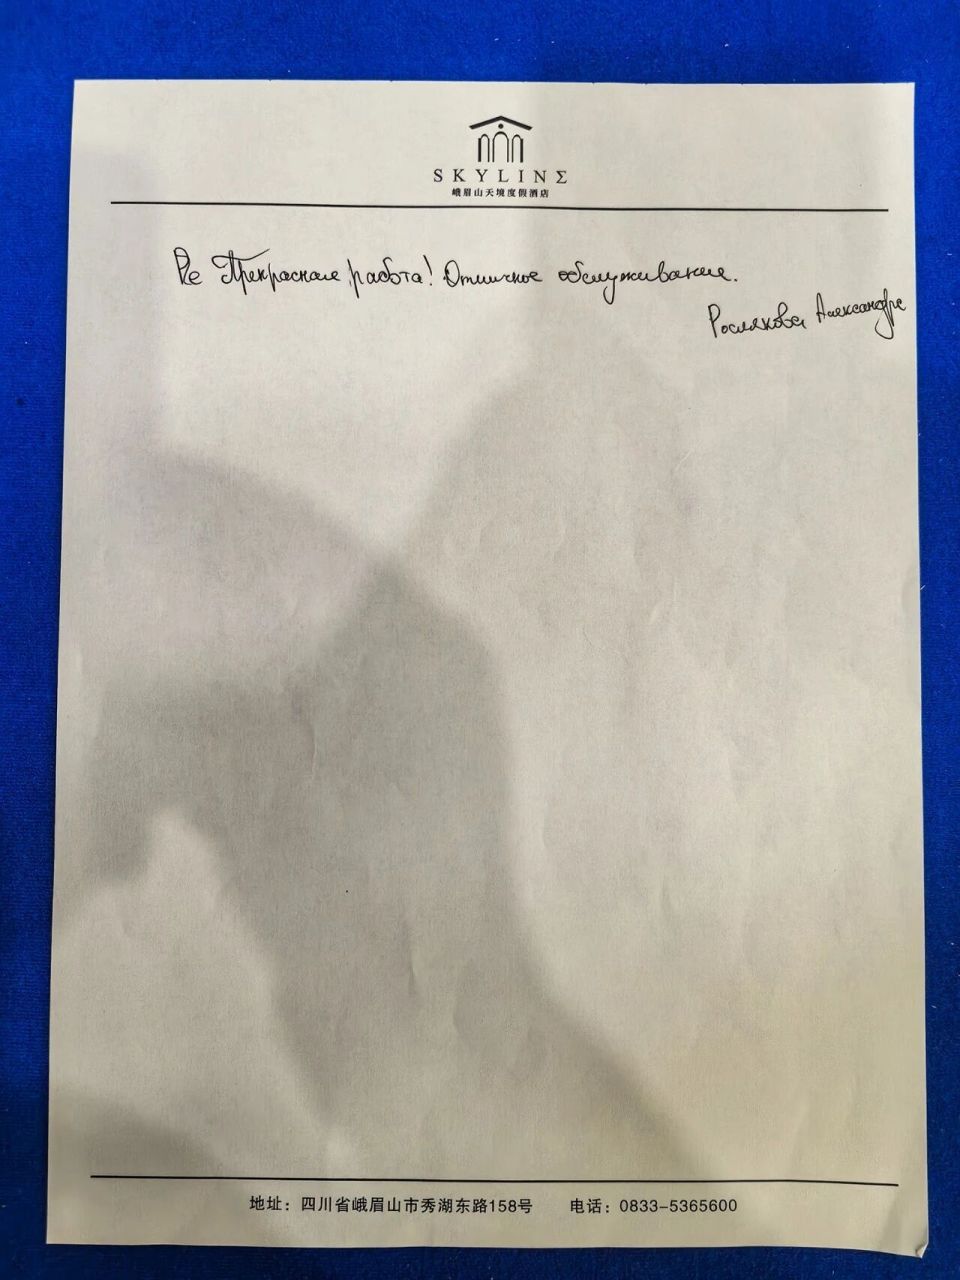 SKYLINΣ
峨眉山天境度假酒店
Прекрасная работа! Отличное обслуживание.
Рослякова Александра
地址：四川省峨眉山市秀湖东路158号 电话：0833-5365600